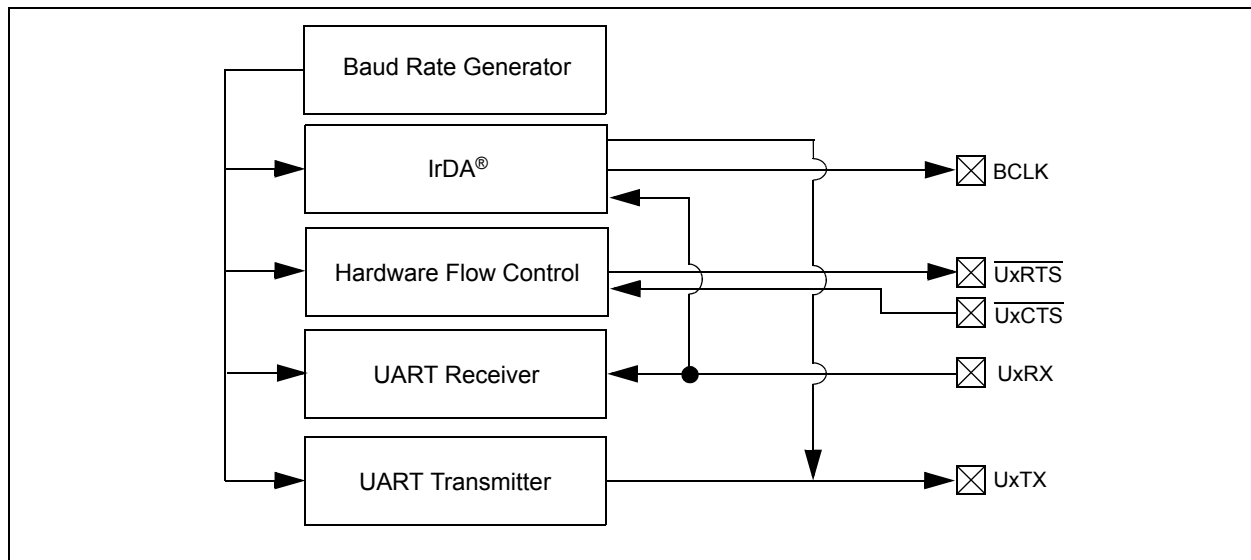 Baud Rate Generator
IrDA®
BCLK
Hardware Flow Control
UxRTS
UxCTS
UART Receiver
UxRX
UART Transmitter
UxTX